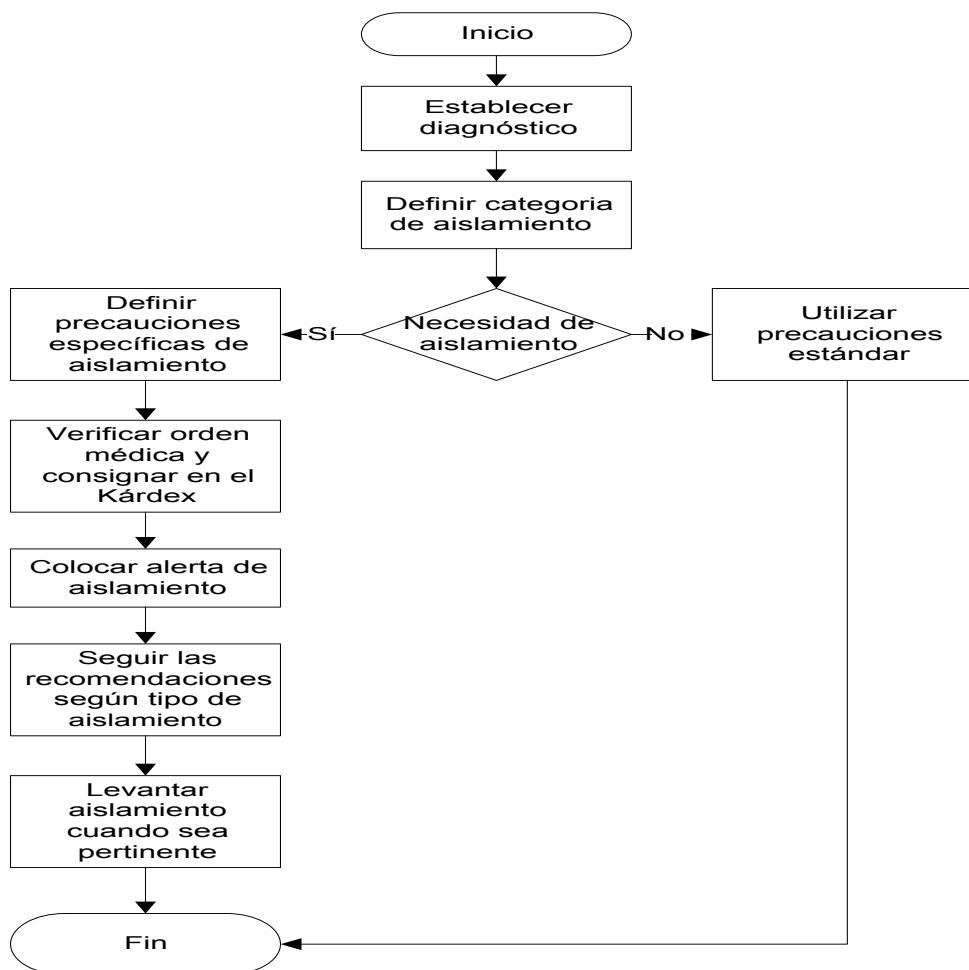 Inicio
Establecer
diagnóstico
Definir categoria
de aislamiento
Necesidad de
aislamiento
Sí
No
Definir
precauciones
específicas de
aislamiento
Utilizar
precauciones
estándar
Verificar orden
médica y
consignar en el
Kárdex
Colocar alerta de
aislamiento
Seguir las
recomendaciones
según tipo de
aislamiento
Levantar
aislamiento
cuando sea
pertinente
Fin